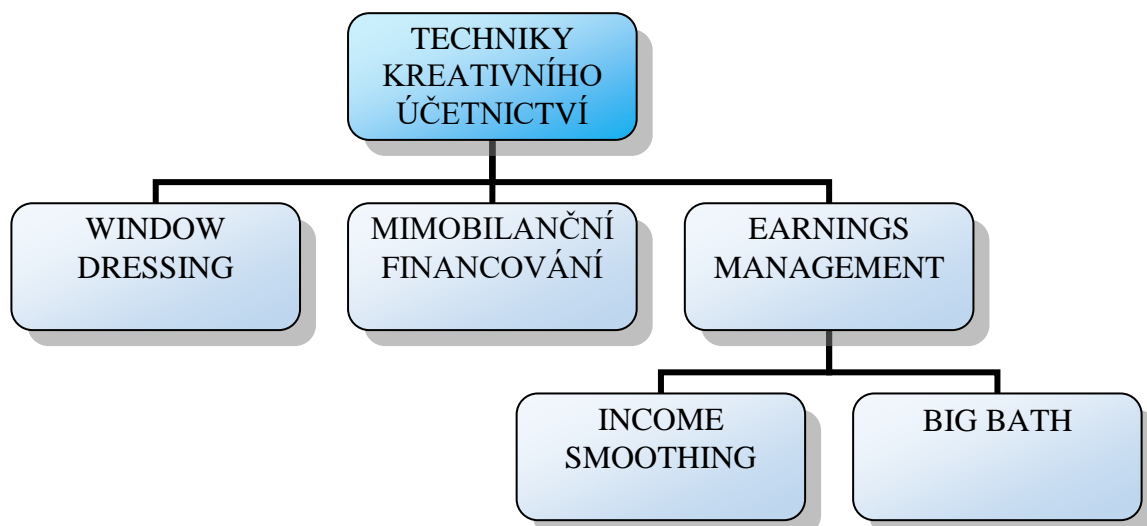 TECHNIKY
KREATIVNÍHO
ÚČETNICTVÍ
WINDOW
DRESSING
MIMOBILANČNÍ
FINANCOVÁNÍ
EARNINGS
MANAGEMENT
INCOME
SMOOTHING
BIG BATH